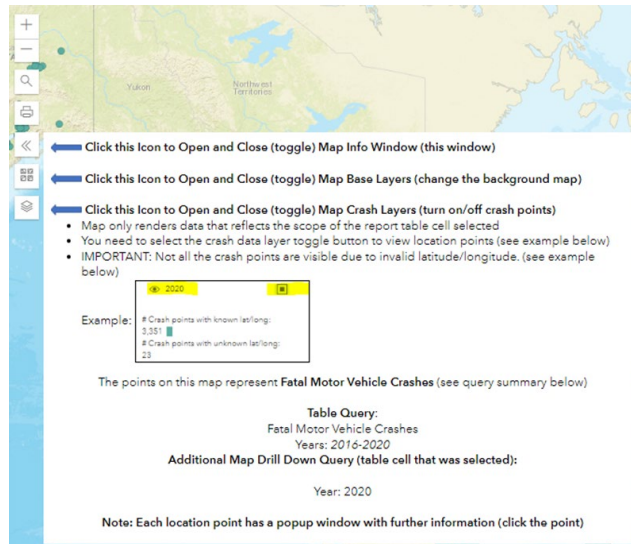 Yukon
Northwest
Territories
Click this Icon to Open and Close (toggle) Map Info Window (this window)
Click this Icon to Open and Close (toggle) Map Base Layers (change the background map)
Click this Icon to Open and Close (toggle) Map Crash Layers (turn on/off crash points)
• Map only renders data that reflects the scope of the report table cell selected
• You need to select the crash data layer toggle button to view location points (see example below)
• IMPORTANT: Not all the crash points are visible due to invalid latitude/longitude. (see example
below)
2020
Example:
# Crash points with known lat/long:
3,351
# Crash points with unknown lat/long:
23
The points on this map represent Fatal Motor Vehicle Crashes (see query summary below)
Table Query:
Fatal Motor Vehicle Crashes
Years: 2016-2020
Additional Map Drill Down Query (table cell that was selected):
Year: 2020
Note: Each location point has a popup window with further information (click the point)